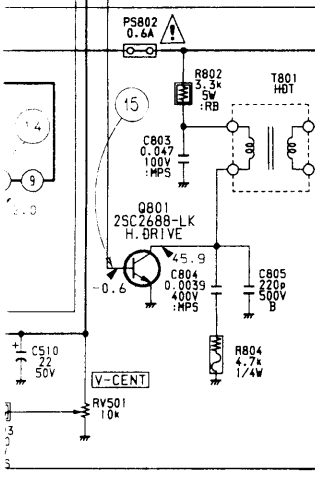 PS802
0.6A
R802
3.3k
5W
:RB
T801
HDT
15
14
C803
0.047
100V
:MPS
9
Q801
2SC2688-LK
H.DRIVE
45.9
-0.6
C804
0.0039
400V
:MPS
C805
220p
500V
B
C510
22
50V
R804
4.7k
1/4W
V-CENT
RV501
10k